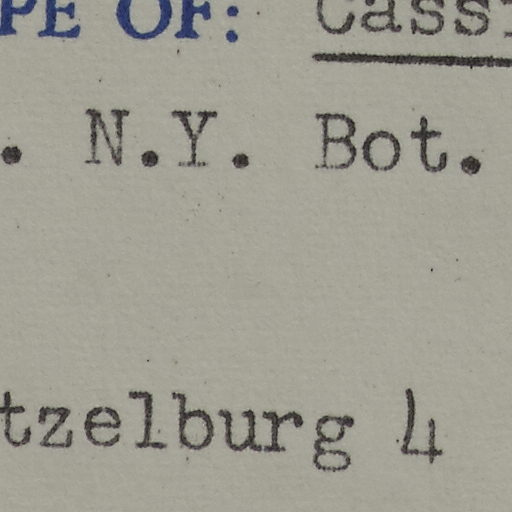 PE OF: Cass
. N.Y. Bot.
tzelburg 4